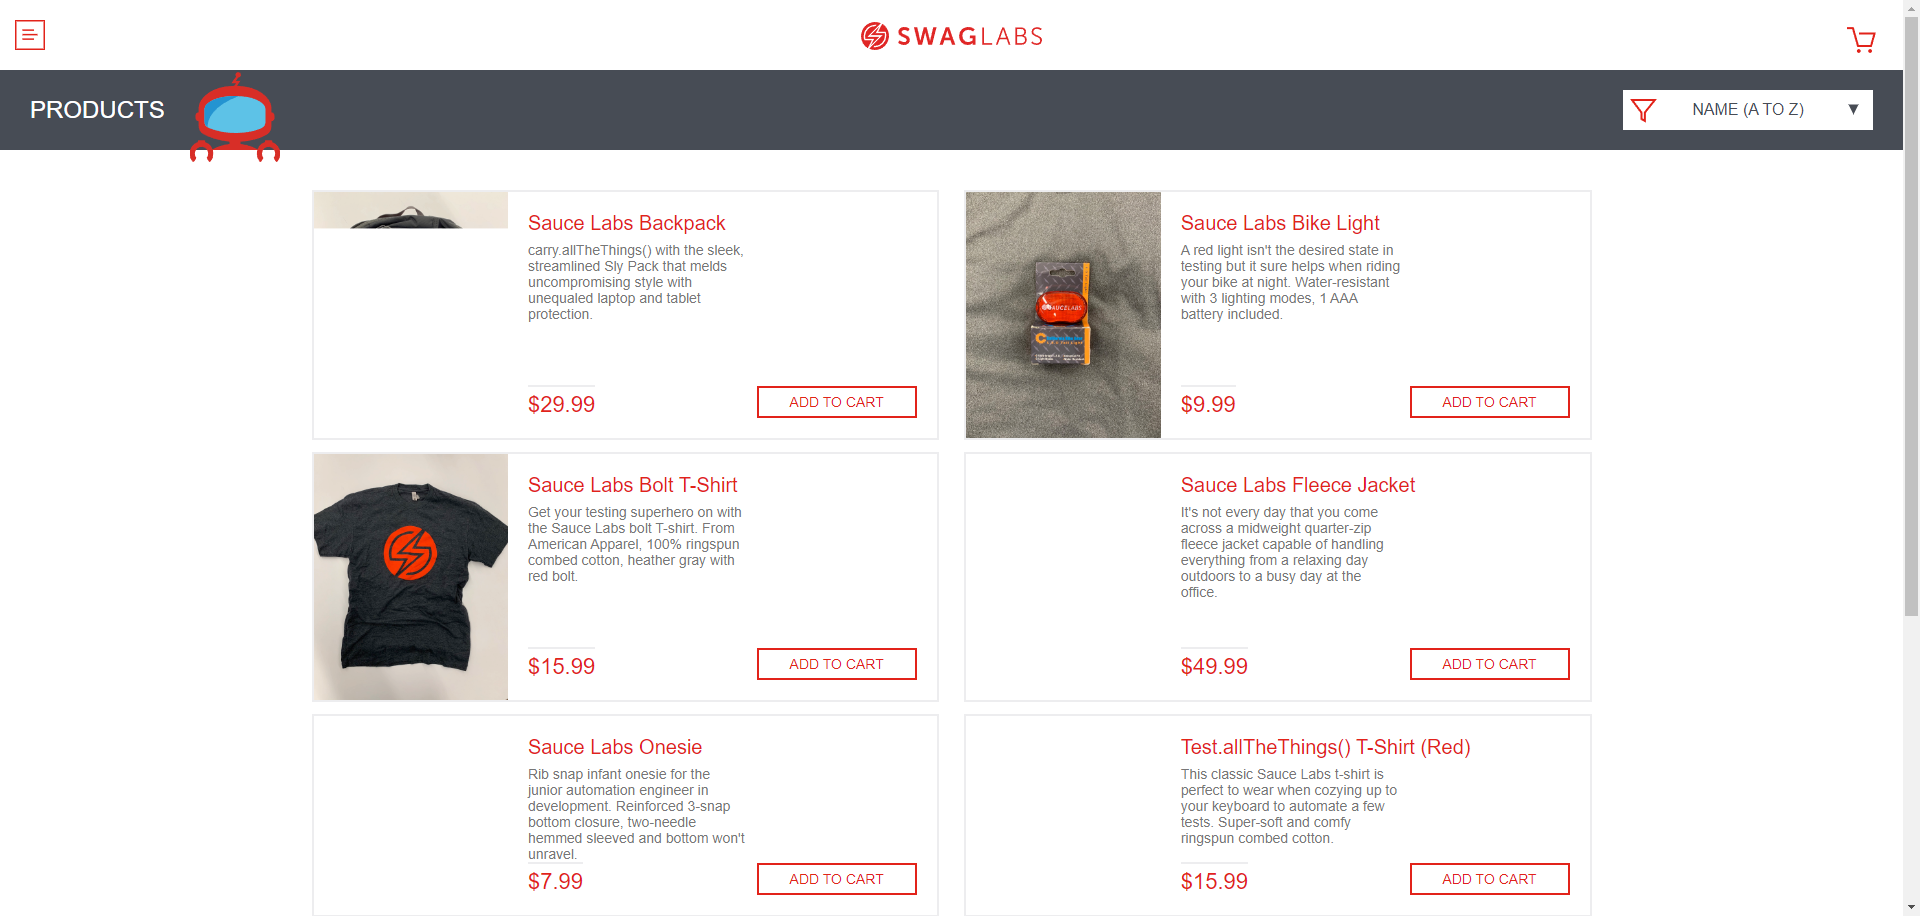 SWAGLABS
PRODUCTS
NAME (A TO Z)
Sauce Labs Backpack
carry.allTheThings() with the sleek,
streamlined Sly Pack that melds
uncompromising style with
unequaled laptop and tablet
protection.
$29.99
ADD TO CART
Sauce Labs Bike Light
A red light isn't the desired state in
testing but it sure helps when riding
your bike at night. Water-resistant
with 3 lighting modes, 1 AAA
battery included.
SAUCELABS
$9.99
ADD TO CART
Sauce Labs Bolt T-Shirt
Get your testing superhero on with
the Sauce Labs bolt T-shirt. From
American Apparel, 100% ringspun
combed cotton, heather gray with
red bolt.
$15.99
ADD TO CART
Sauce Labs Fleece Jacket
It's not every day that you come
across a midweight quarter-zip
fleece jacket capable of handling
everything from a relaxing day
outdoors to a busy day at the
office.
$49.99
ADD TO CART
Sauce Labs Onesie
Rib snap infant onesie for the
junior automation engineer in
development. Reinforced 3-snap
bottom closure, two-needle
hemmed sleeved and bottom won't
unravel.
$7.99
ADD TO CART
Test.allTheThings() T-Shirt (Red)
This classic Sauce Labs t-shirt is
perfect to wear when cozying up to
your keyboard to automate a few
tests. Super-soft and comfy
ringspun combed cotton.
$15.99
ADD TO CART